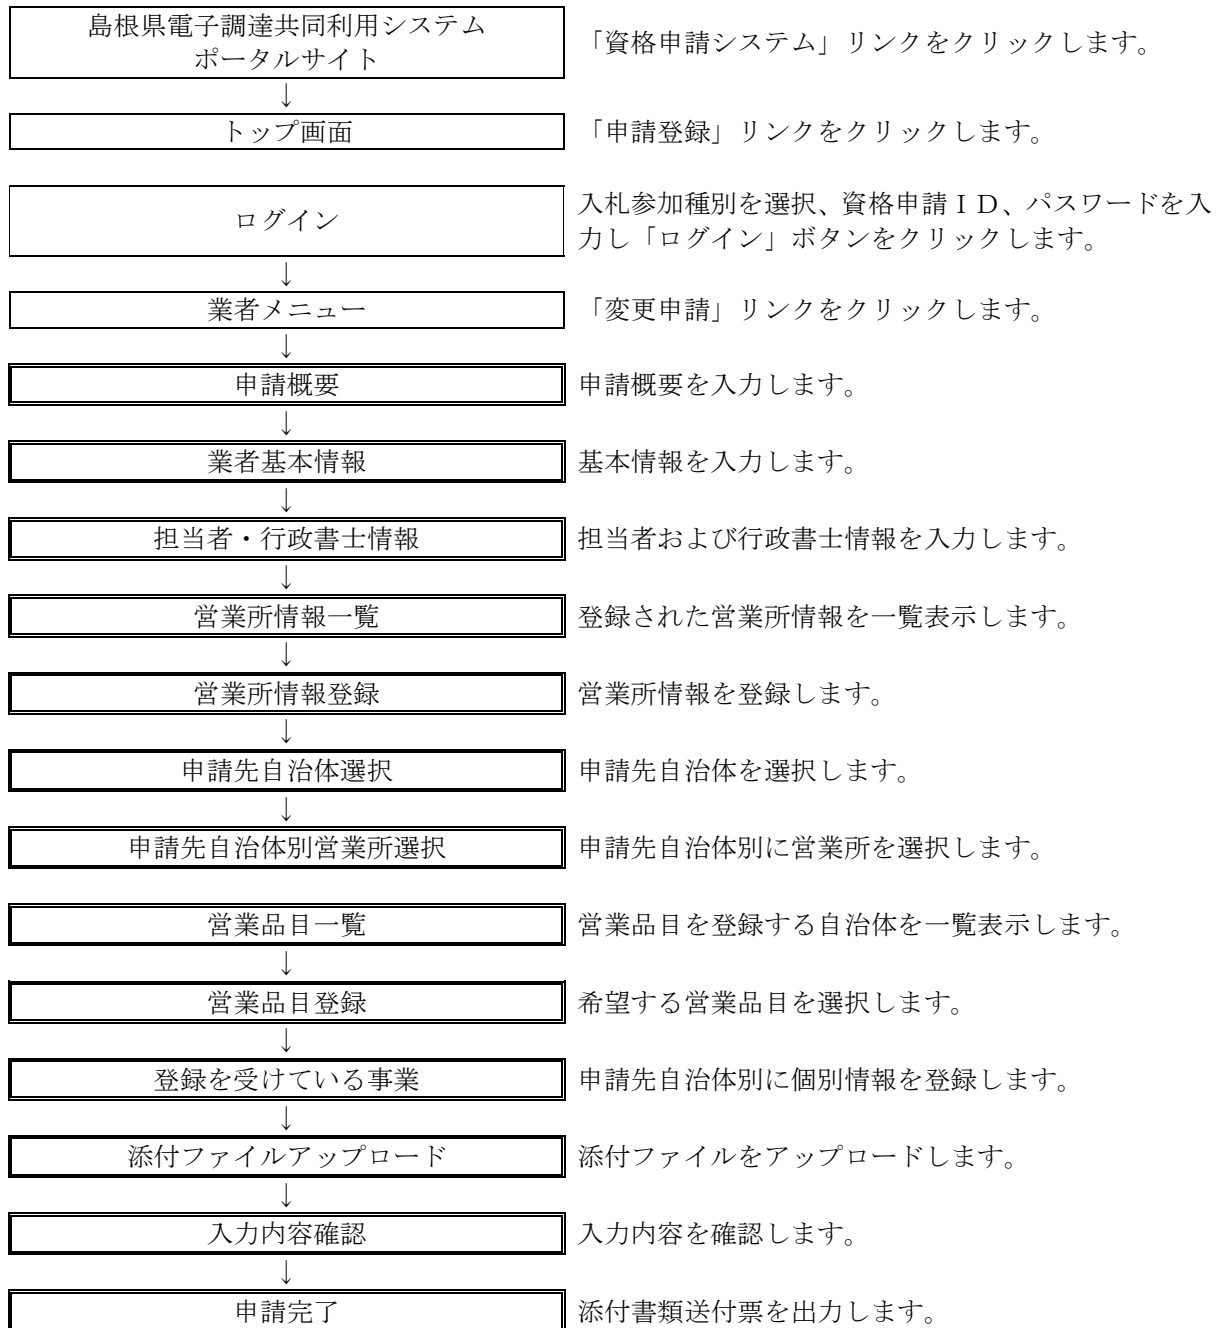 島根県電子調達共同利用システム
ポータルサイト
「資格申請システム」リンクをクリックします。
↓
トップ画面
「申請登録」リンクをクリックします。
ログイン
入札参加種別を選択、資格申請ＩＤ、パスワードを入
力し「ログイン」ボタンをクリックします。
↓
業者メニュー
「変更申請」リンクをクリックします。
↓
申請概要
申請概要を入力します。
↓
業者基本情報
基本情報を入力します。
↓
担当者・行政書士情報
担当者および行政書士情報を入力します。
↓
営業所情報一覧
登録された営業所情報を一覧表示します。
↓
営業所情報登録
営業所情報を登録します。
↓
申請先自治体選択
申請先自治体を選択します。
↓
申請先自治体別営業所選択
申請先自治体別に営業所を選択します。
営業品目一覧
営業品目を登録する自治体を一覧表示します。
↓
営業品目登録
希望する営業品目を選択します。
↓
登録を受けている事業
申請先自治体別に個別情報を登録します。
↓
添付ファイルアップロード
添付ファイルをアップロードします。
↓
入力内容確認
入力内容を確認します。
↓
申請完了
添付書類送付票を出力します。